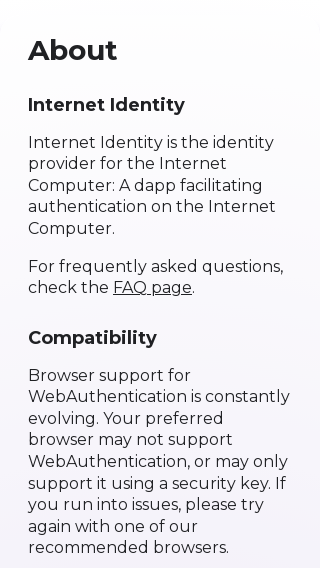 About
Internet Identity
Internet Identity is the identity
provider for the Internet
Computer: A dapp facilitating
authentication on the Internet
Computer.
For frequently asked questions,
check the FAQ page.
Compatibility
Browser support for
WebAuthentication is constantly
evolving. Your preferred
browser may not support
WebAuthentication, or may only
support it using a security key. If
you run into issues, please try
again with one of our
recommended browsers.